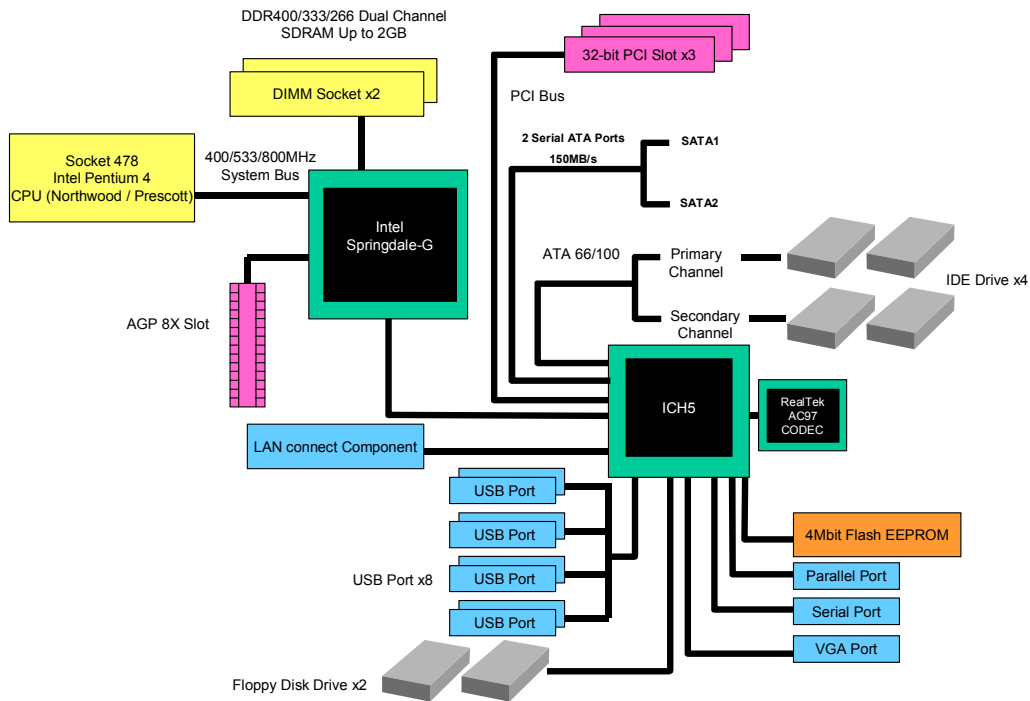 DDR400/333/266 Dual Channel
SDRAM Up to 2GB
32-bit PCI Slot x3
DIMM Socket x2
PCI Bus
2 Serial ATA Ports
150MB/s
SATA1
SATA2
Socket 478
Intel Pentium 4
CPU (Northwood / Prescott)
400/533/800MHz
System Bus
Intel
Springdale-G
ATA 66/100
Primary
Channel
IDE Drive x4
Secondary
Channel
AGP 8X Slot
ICH5
RealTek
AC97
CODEC
LAN connect Component
USB Port
USB Port
USB Port
USB Port
USB Port x8
4Mbit Flash EEPROM
Parallel Port
Serial Port
VGA Port
Floppy Disk Drive x2